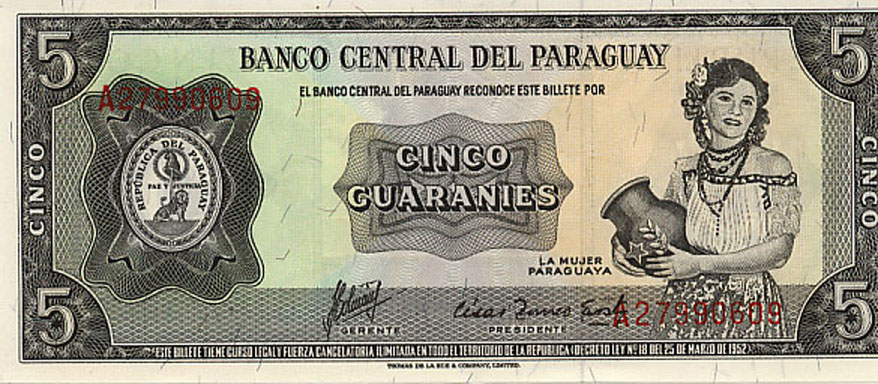 5
5
BANCO CENTRAL DEL PARAGUAY
A27990609
EL BANCO CENTRAL DEL PARAGUAY RECONOCE ESTE BILLETE POR
CINCO
CINCO
REPÚBLICA DEL PARAGUAY
PAZ Y JUSTICIA
CINCO
GUARANIES
LA MUJER
PARAGUAYA
A27990609
GERENTE
PRESIDENTE
5
5
ESTE BILLETE TIENE CURSO LEGAL Y FUERZA CANCELATORIA ILIMITADA EN TODO EL TERRITORIO DE LA REPUBLICA (DECRETO LEY Nº 18 DEL 25 DE MARZO DE 1952)
THOMAS DE LA RUE & COMPANY, LIMITED.